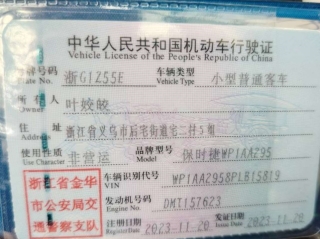 中华人民共和国机动车行驶证
Vehicle License of the People's Republic of China
号牌号码 浙G1Z55E 车辆类型 小型普通客车
Plate No. Vehicle Type
所有人 叶姣姣
Owner
住址 浙江省义乌市后宅街道宅二村5组
Address
使用性质 非营运 品牌型号 保时捷WP1AA295
Use Character Model
浙江省金华
市公安局交
通警察支队
车辆识别代号 WP1AA2958PLB15819
VIN
发动机号码 DMT157623
Engine No.
注册日期 2023-11-20 发证日期 2023-11-20
Register Date Issue Date